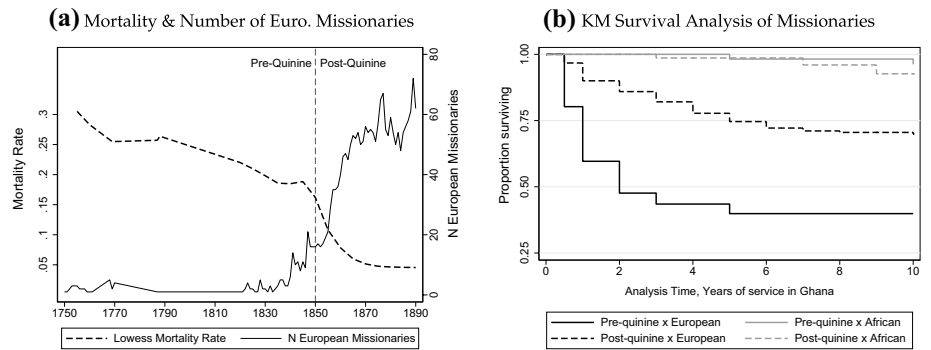 (a) Mortality & Number of Euro. Missionaries
Pre-Quinine
Post-Quinine
Mortality Rate
.3
.25
.2
.15
.1
.05
N European Missionaries
80
60
40
20
0
1750 1770 1790 1810 1830 1850 1870 1890
Lowess Mortality Rate
N European Missionaries
(b) KM Survival Analysis of Missionaries
Proportion surviving
1.00
0.75
0.50
0.25
0 2 4 6 8 10
Analysis Time, Years of service in Ghana
Pre-quinine x European
Pre-quinine x African
Post-quinine x European
Post-quinine x African